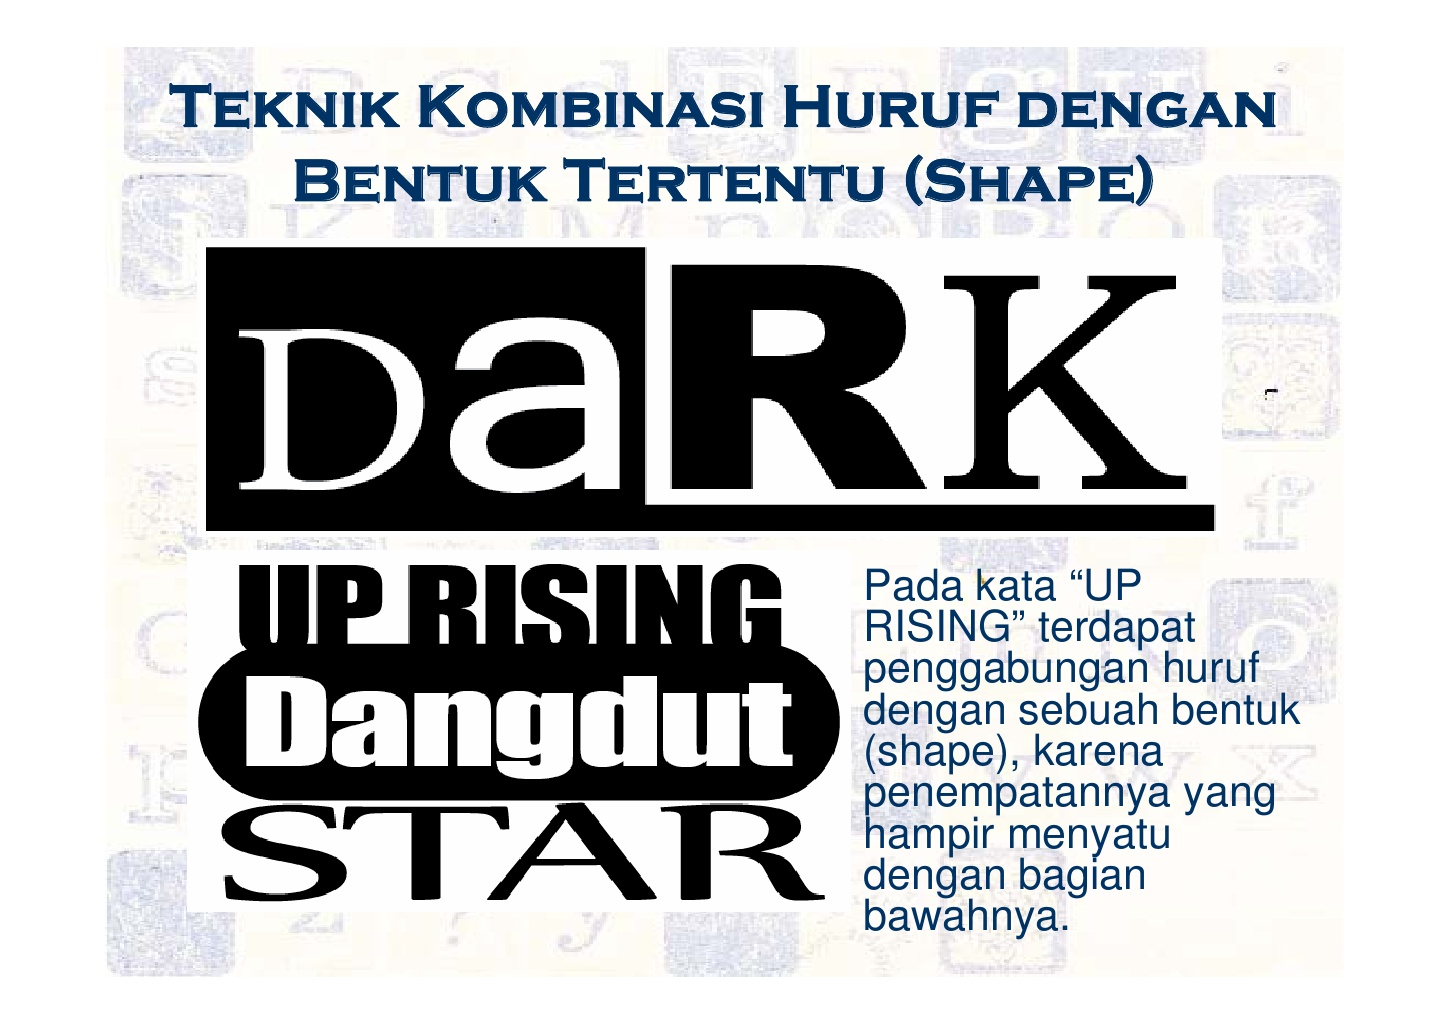 TEKNIK KOMBINASI HURUF DENGAN
BENTUK TERTENTU (SHAPE)
DaRK
UP RISING
Dangdut
STAR
Pada kata “UP
RISING” terdapat
penggabungan huruf
dengan sebuah bentuk
(shape), karena
penempatannya yang
hampir menyatu
dengan bagian
bawahnya.